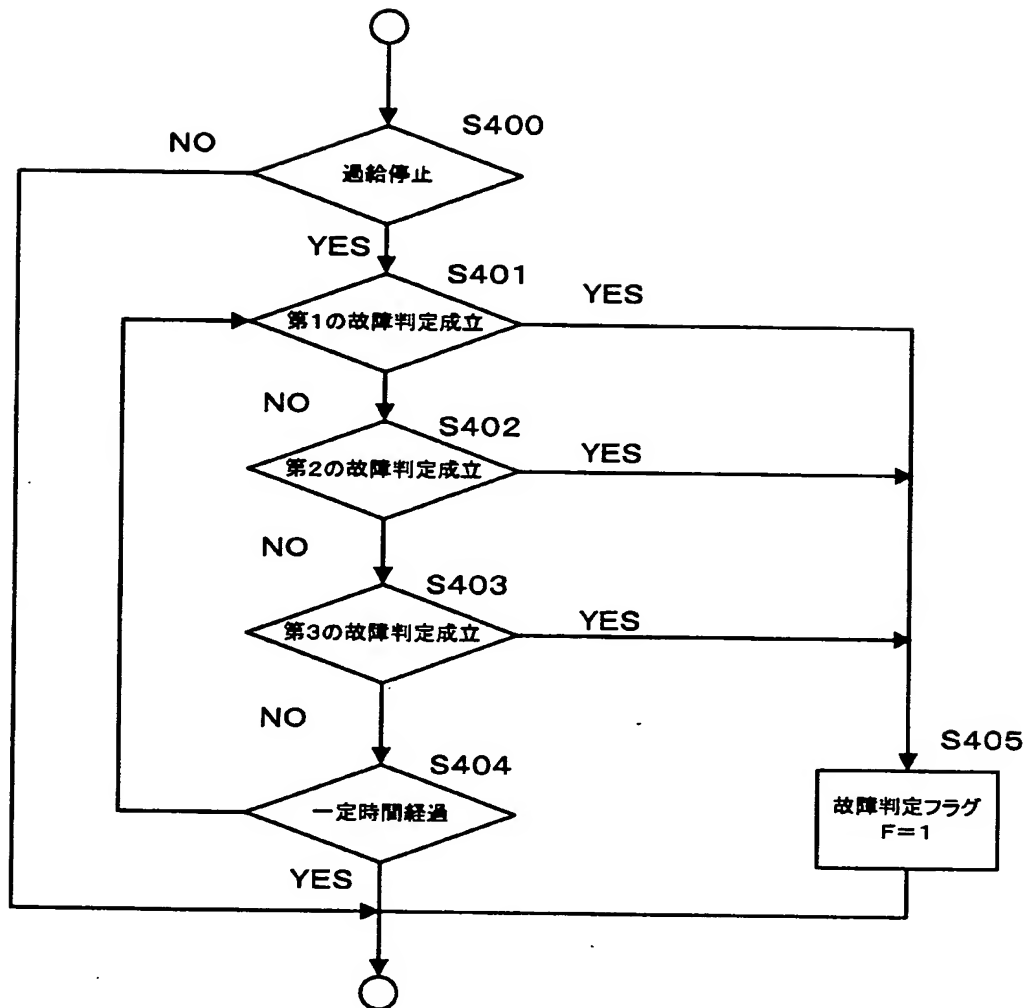 S400
NO
過給停止
YES
S401
YES
第1の故障判定成立
NO
S402
YES
第2の故障判定成立
NO
S403
YES
第3の故障判定成立
NO
S404
S405
一定時間経過
故障判定フラグ
F=1
YES